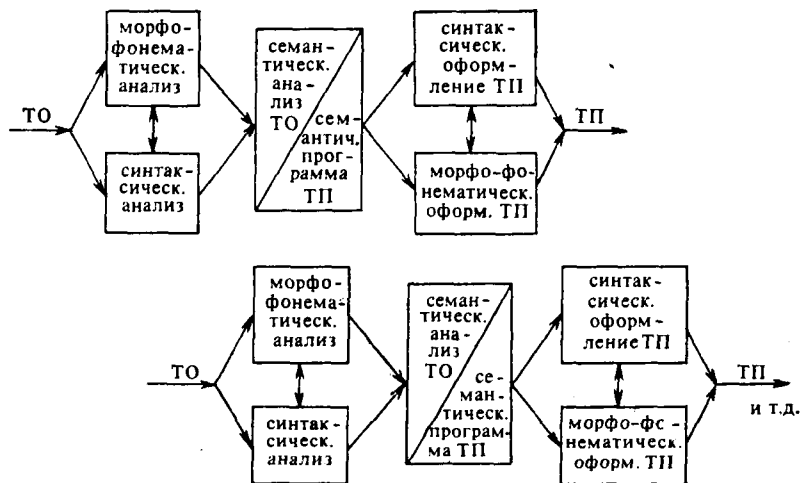 ТО
морфо-
фонема-
тическ.
анализ
синтак-
сическ.
анализ
семан-
тическ.
ана-
лиз
ТО
сем-
антич.
прог-
рамма
ТП
синтак-
сическ.
оформ-
ление ТП
морфо-фо-
нематическ.
оформ. ТП
ТП
ТО
морфо-
фонема-
тическ.
анализ
синтак-
сическ.
анализ
семан-
тическ.
ана-
лиз
ТО
се-
ман-
тическ.
програм-
ма ТП
синтак-
сическ.
оформ-
ление ТП
морфо-фс-
нематическ.
оформ. ТП
ТП
и т.д.